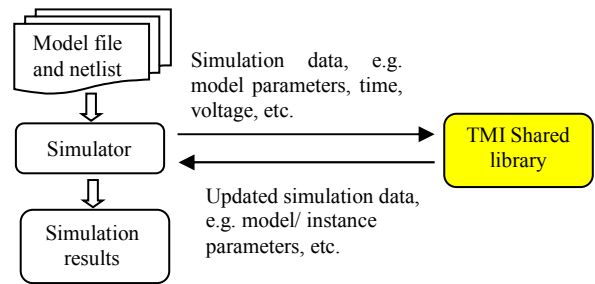 Model file
and netlist
Simulation data, e.g.
model parameters, time,
voltage, etc.
Simulator
TMI Shared
library
Updated simulation data,
e.g. model/ instance
parameters, etc.
Simulation
results